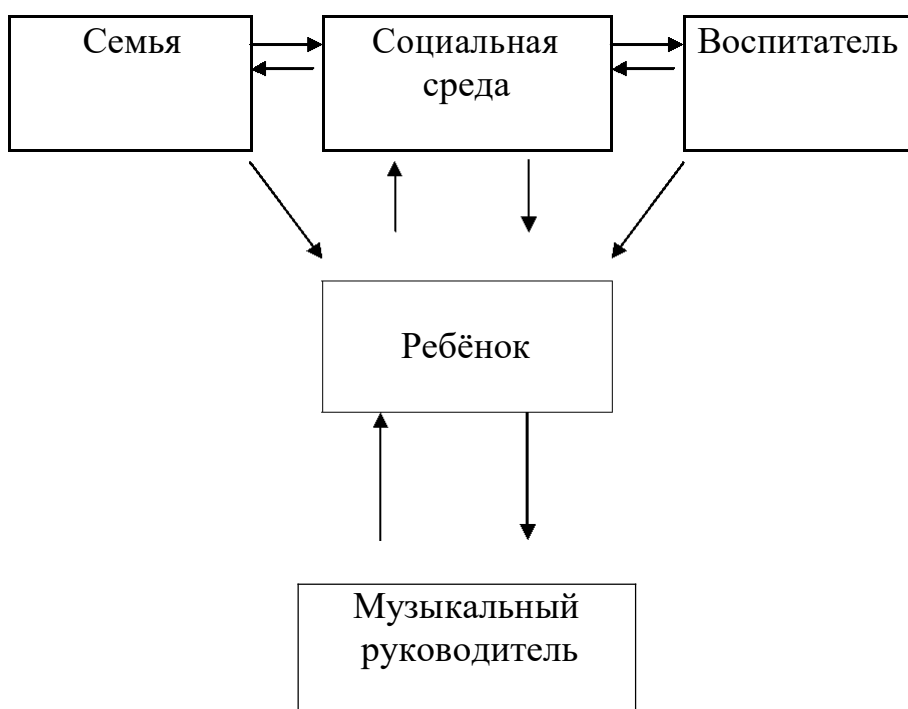 Семья
Социальная
среда
Воспитатель
Ребёнок
Музыкальный
руководитель